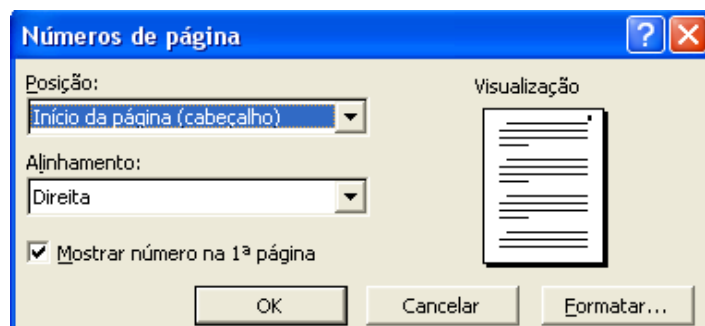 Números de página
Posição:
Início da página (cabeçalho)
Alinhamento:
Direita
Mostrar número na 1ª página
Visualização
OK
Cancelar
Formatar...